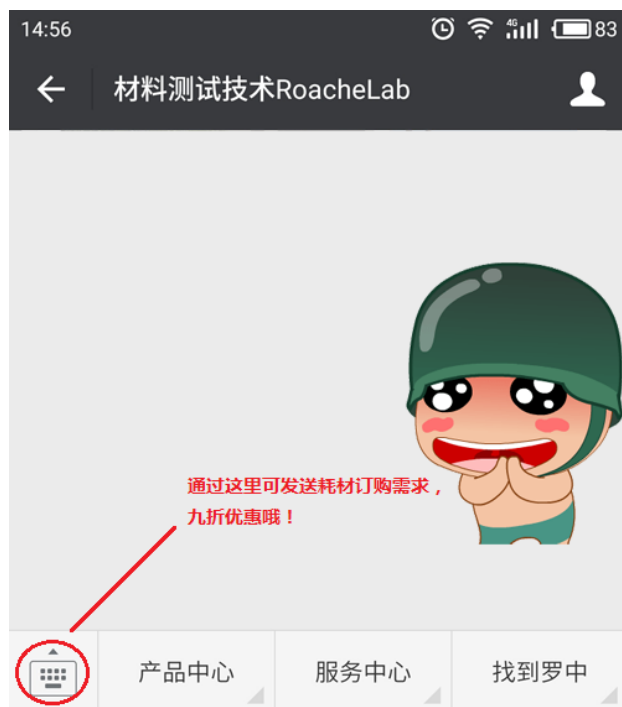 14:56
4G
83
材料测试技术RoacheLab
通过这里可发送耗材订购需求，
九折优惠哦！
产品中心
服务中心
找到罗中